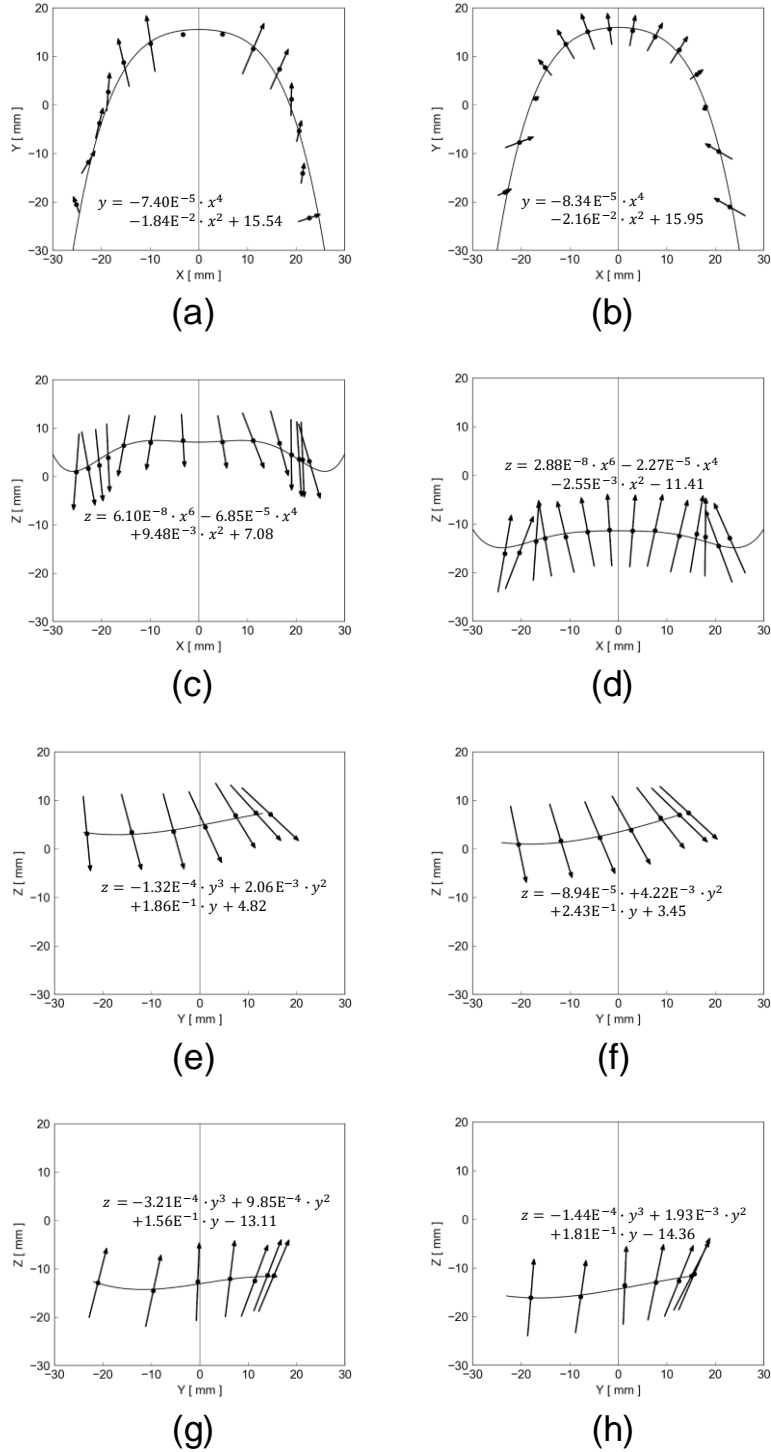 20
10
0
−10
−20
−30
Y [ mm ]
y = −7.40E⁻⁵ · x⁴
−1.84E⁻² · x² + 15.54
−30 −20 −10 0 10 20 30
X [ mm ]
(a)
20
10
0
−10
−20
−30
Y [ mm ]
y = −8.34E⁻⁵ · x⁴
−2.16E⁻² · x² + 15.95
−30 −20 −10 0 10 20 30
X [ mm ]
(b)
20
10
0
−10
−20
−30
Z [ mm ]
z = 6.10E⁻⁸ · x⁶ − 6.85E⁻⁵ · x⁴
+9.48E⁻³ · x² + 7.08
−30 −20 −10 0 10 20 30
X [ mm ]
(c)
20
10
0
−10
−20
−30
Z [ mm ]
z = 2.88E⁻⁸ · x⁶ − 2.27E⁻⁵ · x⁴
−2.55E⁻³ · x² − 11.41
−30 −20 −10 0 10 20 30
X [ mm ]
(d)
20
10
0
−10
−20
−30
Z [ mm ]
z = −1.32E⁻⁴ · y³ + 2.06E⁻³ · y²
+1.86E⁻¹ · y + 4.82
−30 −20 −10 0 10 20 30
Y [ mm ]
(e)
20
10
0
−10
−20
−30
Z [ mm ]
z = −8.94E⁻⁵ · +4.22E⁻³ · y²
+2.43E⁻¹ · y + 3.45
−30 −20 −10 0 10 20 30
Y [ mm ]
(f)
20
10
0
−10
−20
−30
Z [ mm ]
z = −3.21E⁻⁴ · y³ + 9.85E⁻⁴ · y²
+1.56E⁻¹ · y − 13.11
−30 −20 −10 0 10 20 30
Y [ mm ]
(g)
20
10
0
−10
−20
−30
Z [ mm ]
z = −1.44E⁻⁴ · y³ + 1.93E⁻³ · y²
+1.81E⁻¹ · y − 14.36
−30 −20 −10 0 10 20 30
Y [ mm ]
(h)